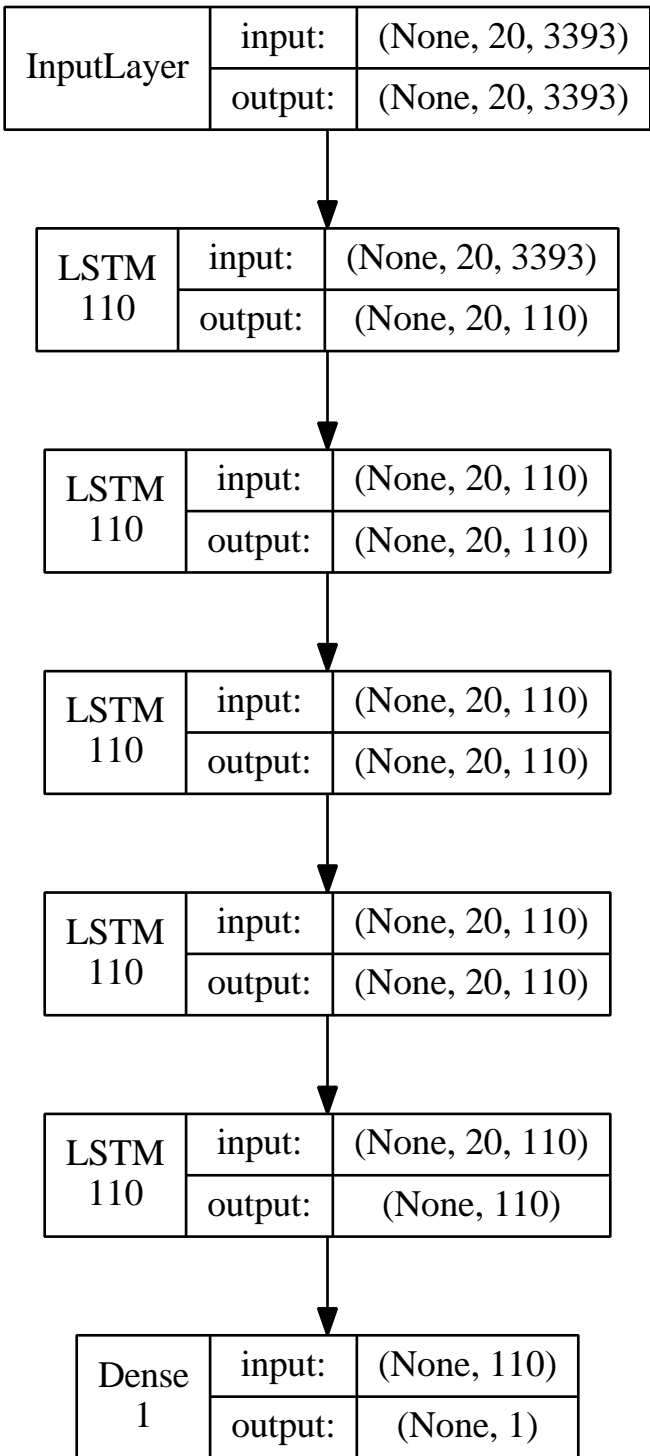 InputLayer
input: (None, 20, 3393)
output: (None, 20, 3393)
LSTM
110
input: (None, 20, 3393)
output: (None, 20, 110)
LSTM
110
input: (None, 20, 110)
output: (None, 20, 110)
LSTM
110
input: (None, 20, 110)
output: (None, 20, 110)
LSTM
110
input: (None, 20, 110)
output: (None, 20, 110)
LSTM
110
input: (None, 20, 110)
output: (None, 110)
Dense
1
input: (None, 110)
output: (None, 1)